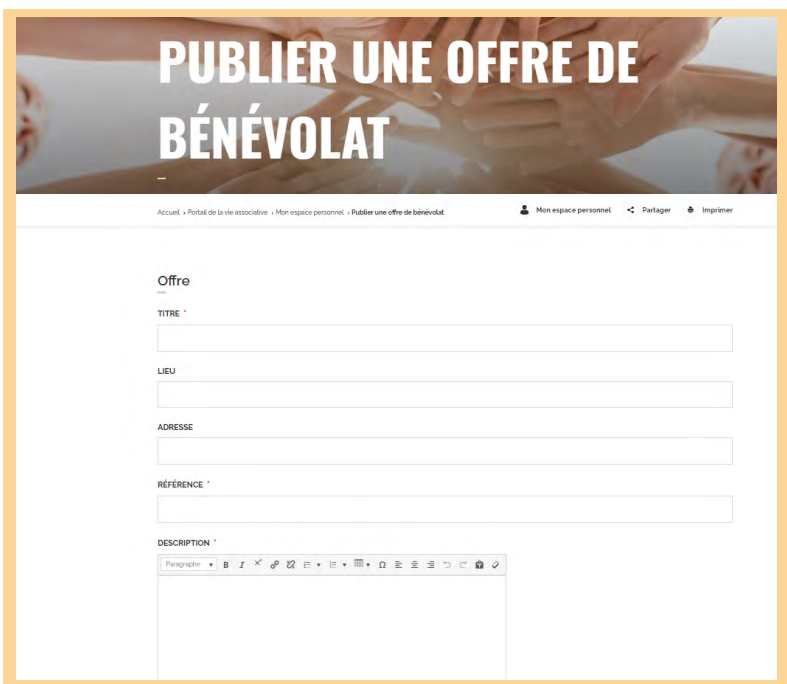 PUBLIER UNE OFFRE DE
BÉNÉVOLAT
Accueil › Portail de la vie associative › Mon espace personnel › Publier une offre de bénévolat
Mon espace personnel
Partager
Imprimer
Offre
TITRE *
LIEU
ADRESSE
RÉFÉRENCE *
DESCRIPTION *
Paragraphe B I X Ω